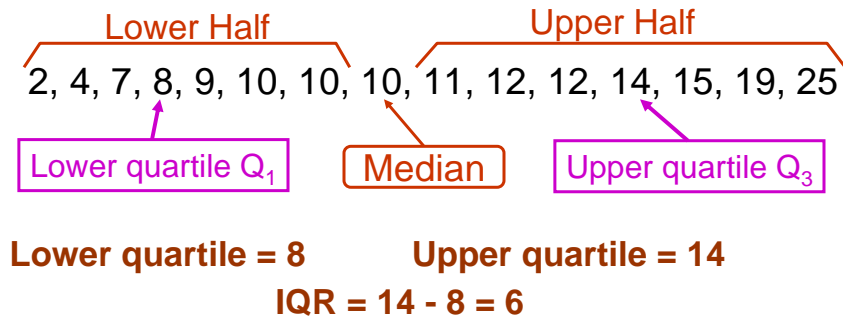 Lower Half Upper Half
2, 4, 7, 8, 9, 10, 10, 10, 11, 12, 12, 14, 15, 19, 25
Lower quartile Q₁ Median Upper quartile Q₃
Lower quartile = 8 Upper quartile = 14
IQR = 14 - 8 = 6